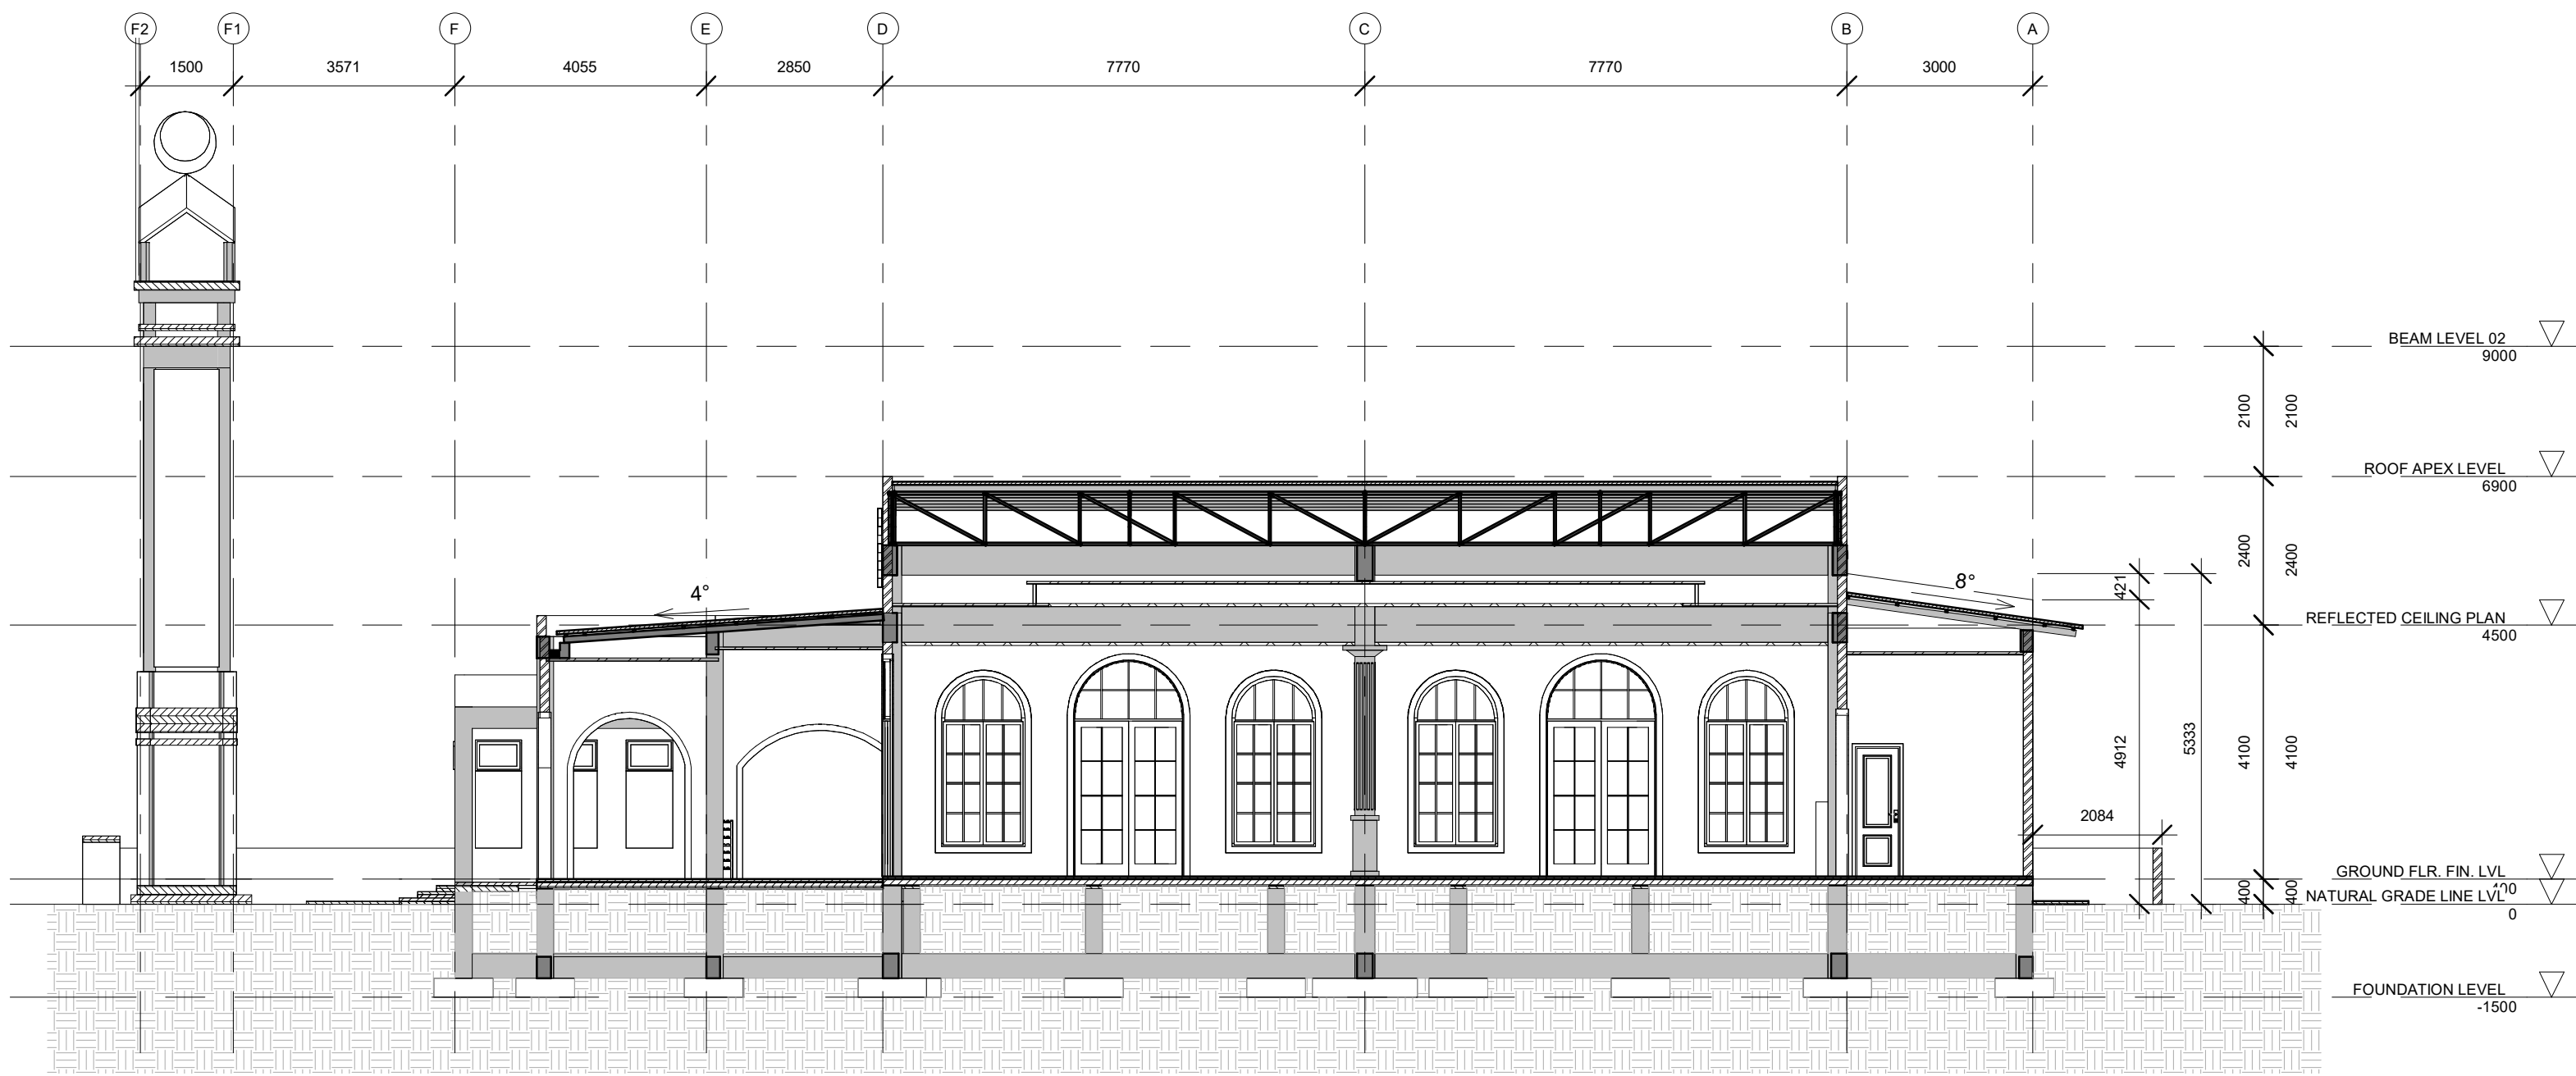 F2 F1 F E D C B A
1500 3571 4055 2850 7770 7770 3000
BEAM LEVEL 02
9000
2100 2100
ROOF APEX LEVEL
6900
2400 2400
4° 8° 421
REFLECTED CEILING PLAN
4500
4912 5333 4100 4100
2084
GROUND FLR. FIN. LVL
400
400 400
NATURAL GRADE LINE LVL
0
FOUNDATION LEVEL
-1500